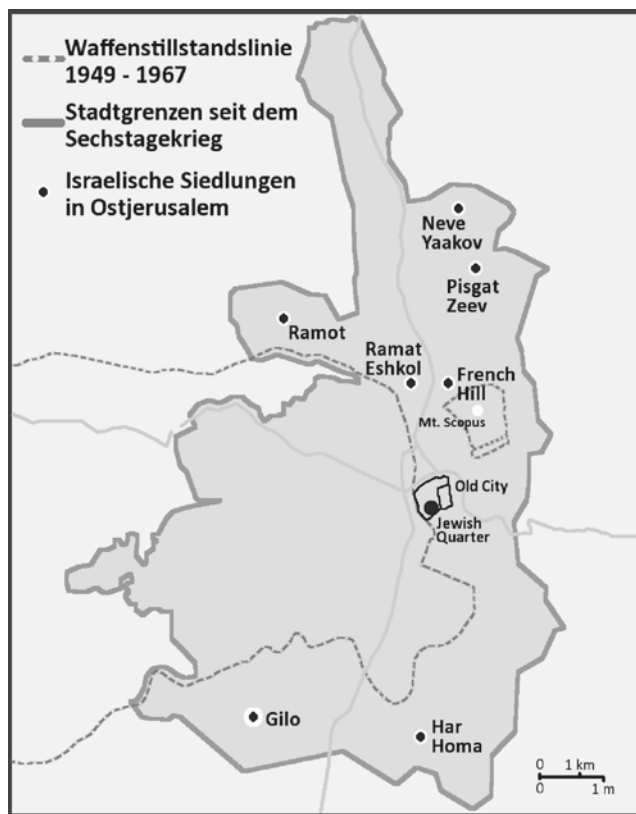 Waffenstillstandslinie
1949 - 1967
Stadtgrenzen seit dem
Sechstagekrieg
Israelische Siedlungen
in Ostjerusalem
Neve
Yaakov
Pisgat
Zeev
Ramot
Ramat
Eshkol
French
Hill
Mt. Scopus
Old City
Jewish
Quarter
Gilo
Har
Homa
0 1 km
0 1 m